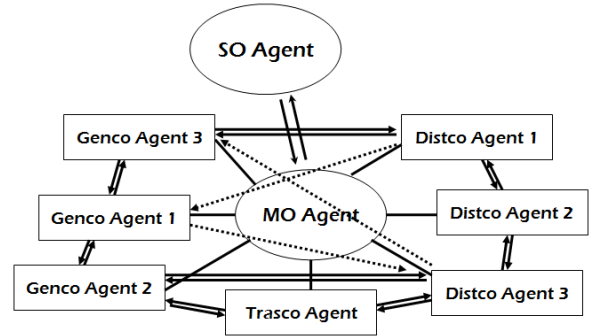 SO Agent
Genco Agent 3
Distco Agent 1
Genco Agent 1
MO Agent
Distco Agent 2
Genco Agent 2
Distco Agent 3
Trasco Agent